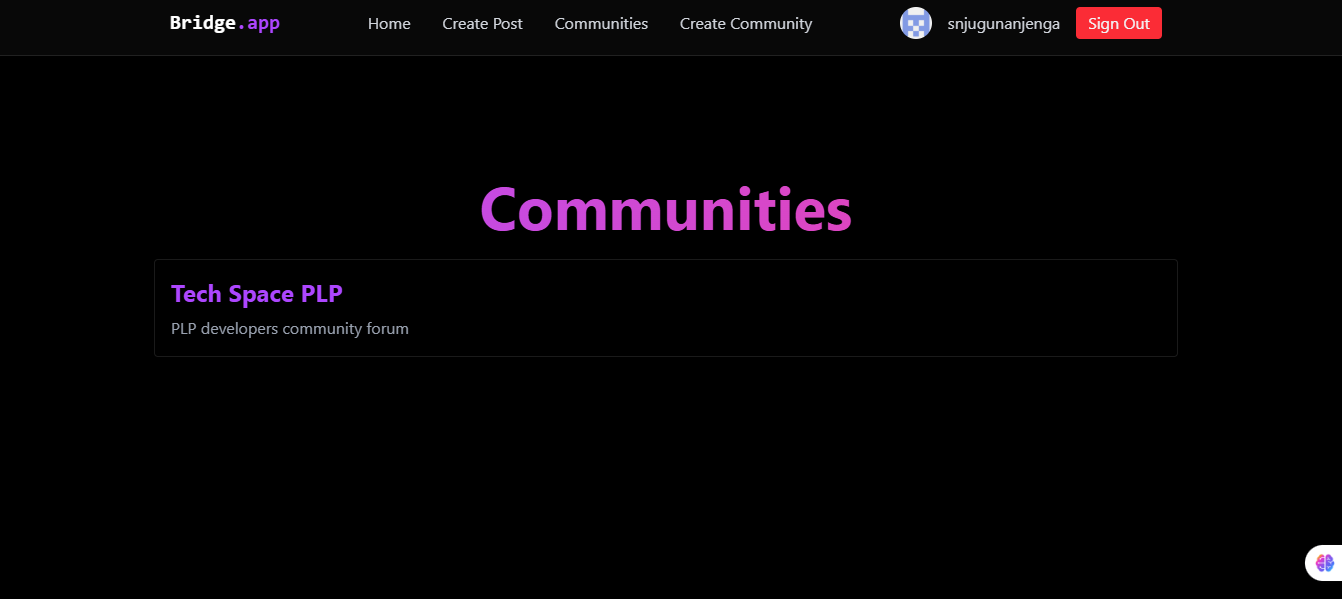 Bridge.app Home Create Post Communities Create Community snjugunanjenga Sign Out
Communities
Tech Space PLP
PLP developers community forum